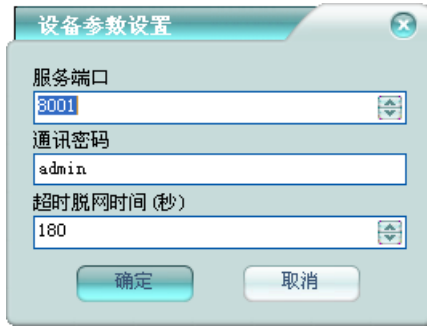 设备参数设置
服务端口
8001
通讯密码
admin
超时脱网时间(秒)
180
确定 取消